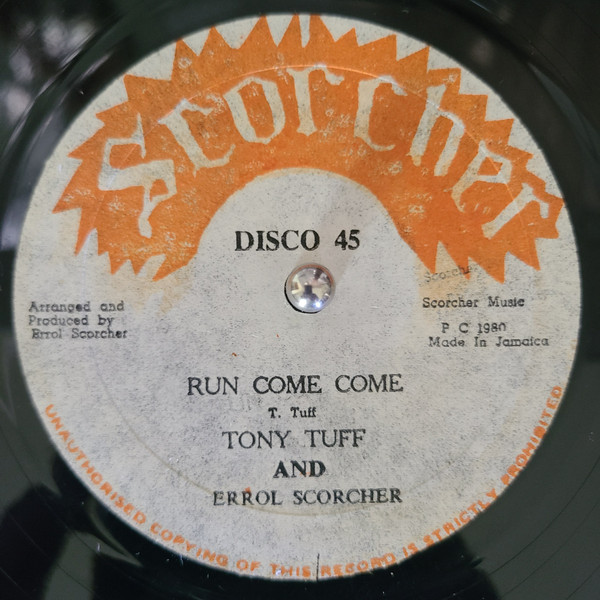 Scorcher
DISCO 45
Arranged and
Produced by
Errol Scorcher
Scorcher
Scorcher Music
P C 1980
Made In Jamaica
RUN COME COME
T. Tuff
TONY TUFF
AND
ERROL SCORCHER
UNAUTHORISED COPYING OF THIS RECORD IS STRICTLY PROHIBITED